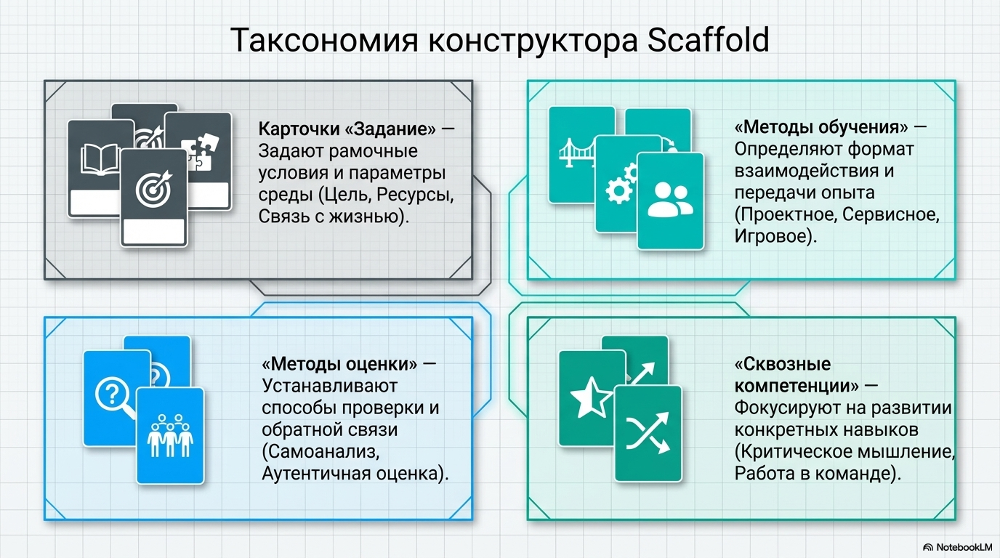 Таксономия конструктора Scaffold
Карточки «Задание» —
Задают рамочные
условия и параметры
среды (Цель, Ресурсы,
Связь с жизнью).
«Методы обучения» —
Определяют формат
взаимодействия и
передачи опыта
(Проектное, Сервисное,
Игровое).
«Методы оценки» —
Устанавливают
способы проверки и
обратной связи
(Самоанализ,
Аутентичная оценка).
«Сквозные
компетенции» —
Фокусируют на развитии
конкретных навыков
(Критическое мышление,
Работа в команде).
NotebookLM